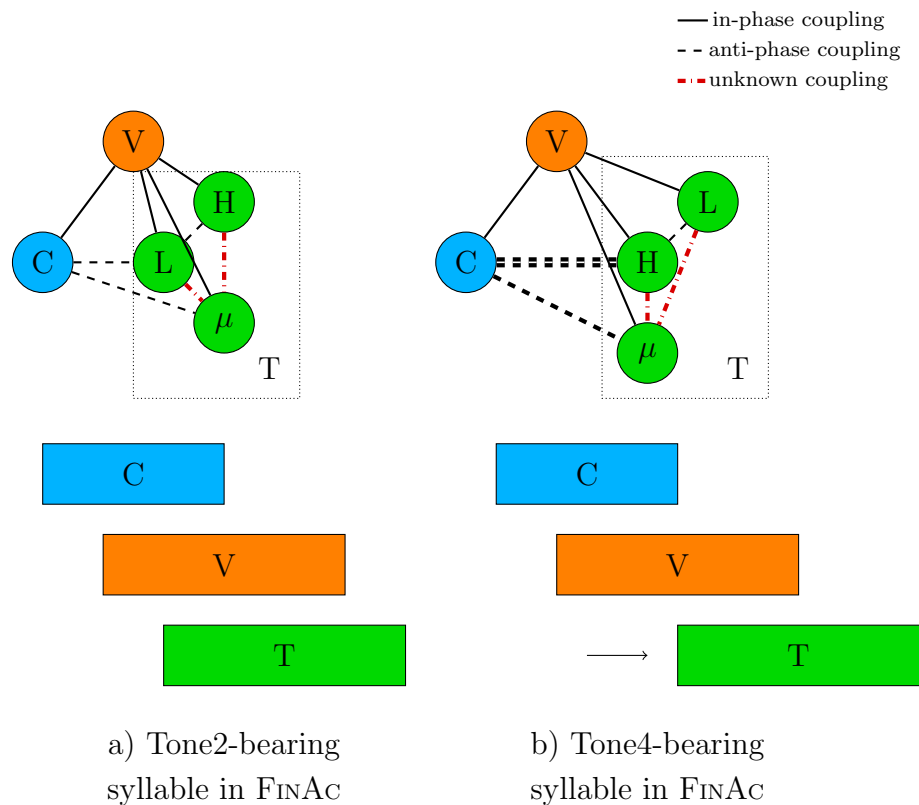 in-phase coupling
anti-phase coupling
unknown coupling
V
H
C
L
μ
T
V
L
C
H
μ
T
C
V
T
C
V
T
a) Tone2-bearing
syllable in FINAC
b) Tone4-bearing
syllable in FINAC